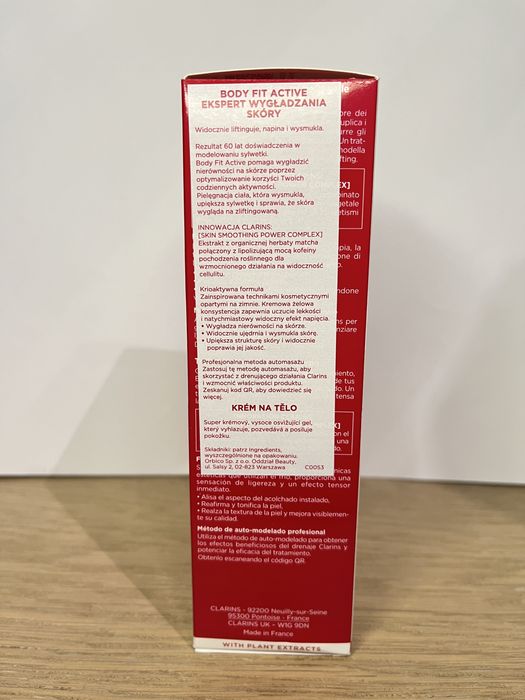 BODY FIT ACTIVE
EKSPERT WYGŁADZANIA
SKÓRY
Widocznie liftinguje, napina i wysmukla.
Rezultat 60 lat doświadczenia w
modelowaniu sylwetki.
Body Fit Active pomaga wygładzić
nierówności na skórze poprzez
optymalizowanie korzyści Twoich
codziennych aktywności.
Pielęgnacja ciała, która wysmukla,
upiększa sylwetkę i sprawia, że skóra
wygląda na zliftingowaną.
INNOWACJA CLARINS:
[SKIN SMOOTHING POWER COMPLEX]
Ekstrakt z organicznej herbaty matcha
połączony z lipolizującą mocą kofeiny
pochodzenia roślinnego dla
wzmocnionego działania na widoczność
cellulitu.
Krioaktywna formuła
Zainspirowana technikami kosmetycznymi
opartymi na zimnie. Kremowa żelowa
konsystencja zapewnia uczucie lekkości
i natychmiastowy widoczny efekt napięcia.
• Wygładza nierówności na skórze.
• Widocznie ujędrnia i wysmukla skórę.
• Upiększa strukturę skóry i widocznie
poprawia jej jakość.
Profesjonalna metoda automasażu
Zastosuj tę metodę automasażu, aby
skorzystać z drenującego działania Clarins
i wzmocnić właściwości produktu.
Zeskanuj kod QR, aby dowiedzieć się
więcej.
KRÉM NA TĚLO
Super krémový, vysoce osvižující gel,
který vyhlazuje, pozvedává a posiluje
pokožku.
Składniki: patrz Ingredients,
wyszczególnione na opakowaniu.
Orbico Sp. z o.o. Oddział Beauty,
ul. Salsy 2, 02-823 Warszawa C0053
sensación de ligereza y un efecto tensor
inmediato.
• Alisa el aspecto del acolchado instalado,
• Reafirma y tonifica la piel,
• Realza la textura de la piel y mejora visiblemen-
te su calidad.
Método de auto-modelado profesional
Utiliza el método de auto-modelado para obtener
los efectos beneficiosos del drenaje Clarins y
potenciar la eficacia del tratamiento.
Obtenlo escaneando el código QR.
CLARINS - 92200 Neuilly-sur-Seine
95300 Pontoise - France
CLARINS UK - W1G 9DN
Made in France
WITH PLANT EXTRACTS